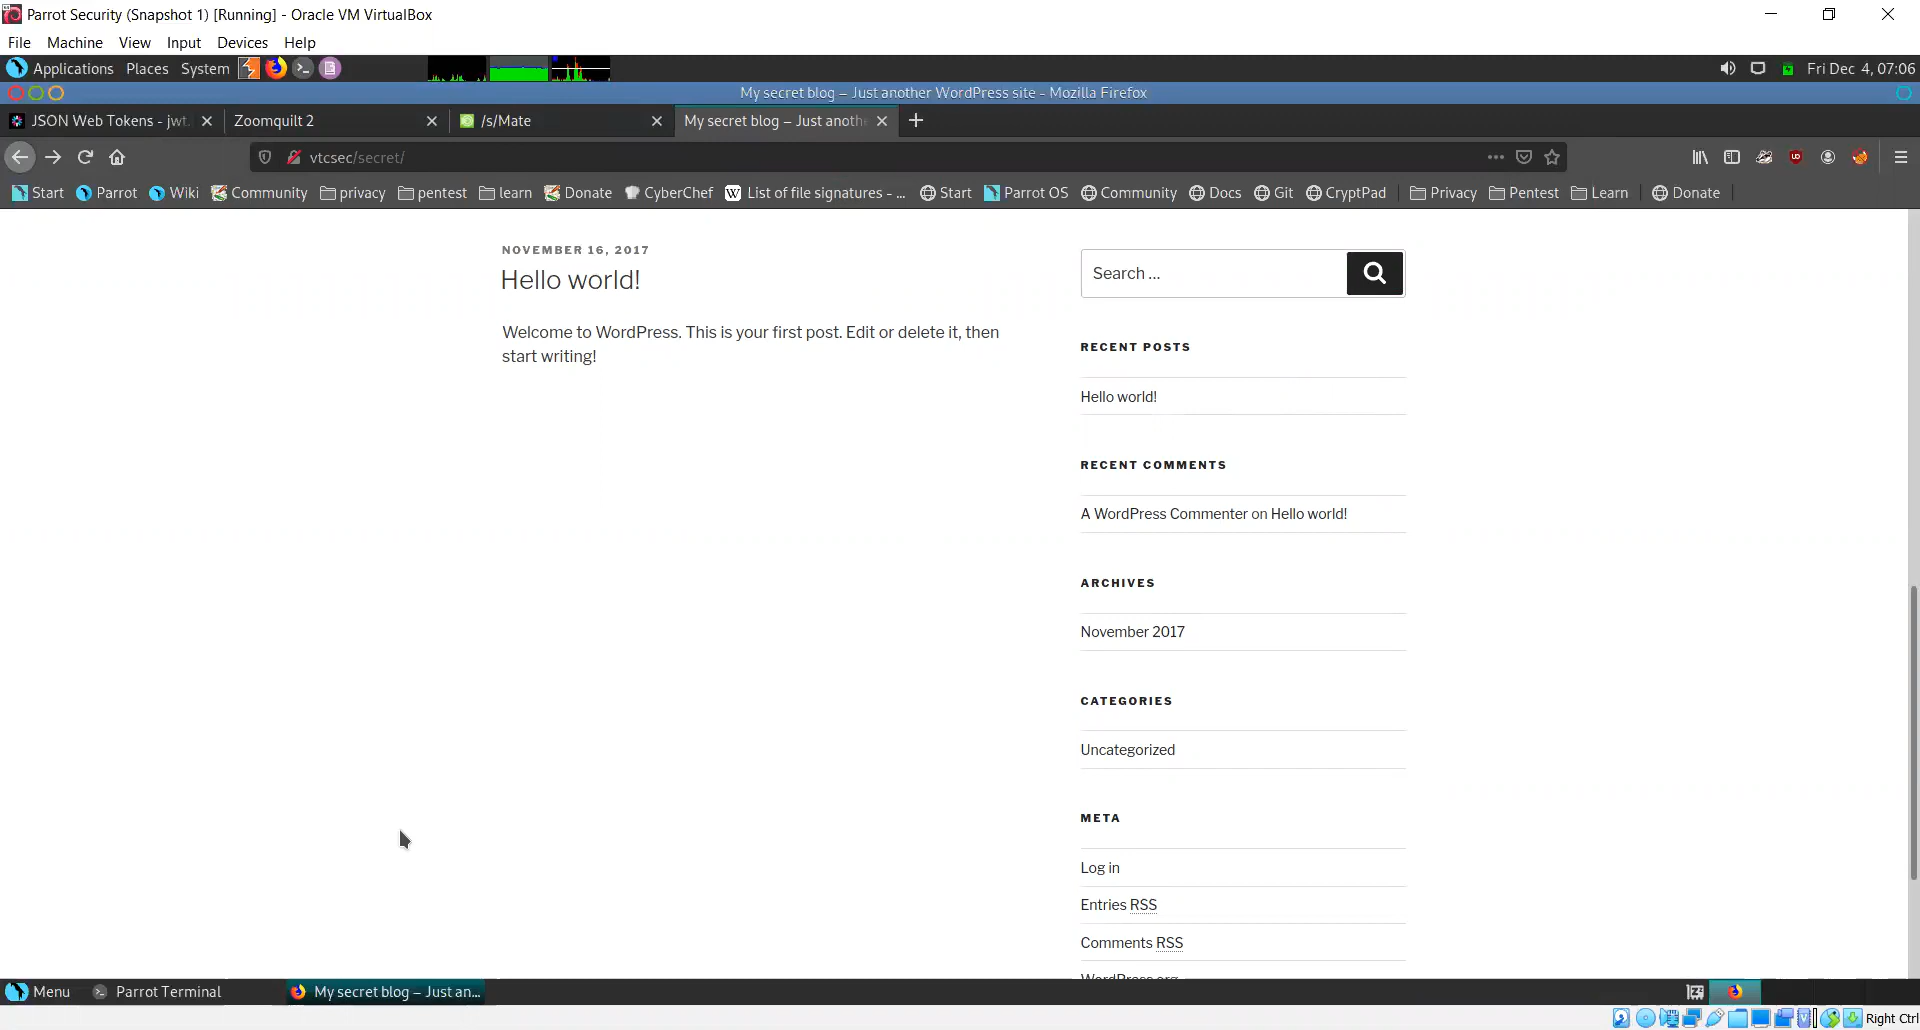 Parrot Security (Snapshot 1) [Running] - Oracle VM VirtualBox
File Machine View Input Devices Help
Applications Places System Fri Dec 4, 07:06
My secret blog – Just another WordPress site - Mozilla Firefox
JSON Web Tokens - jwt. Zoomquilt 2 /s/Mate My secret blog – Just anoth
vtcsec/secret/
Start Parrot Wiki Community privacy pentest learn Donate CyberChef List of file signatures - ... Start Parrot OS Community Docs Git CryptPad Privacy Pentest Learn Donate
NOVEMBER 16, 2017
Hello world!
Welcome to WordPress. This is your first post. Edit or delete it, then
start writing!
Search ...
RECENT POSTS
Hello world!
RECENT COMMENTS
A WordPress Commenter on Hello world!
ARCHIVES
November 2017
CATEGORIES
Uncategorized
META
Log in
Entries RSS
Comments RSS
WordPress.org
Menu Parrot Terminal My secret blog – Just an...
Right Ctrl